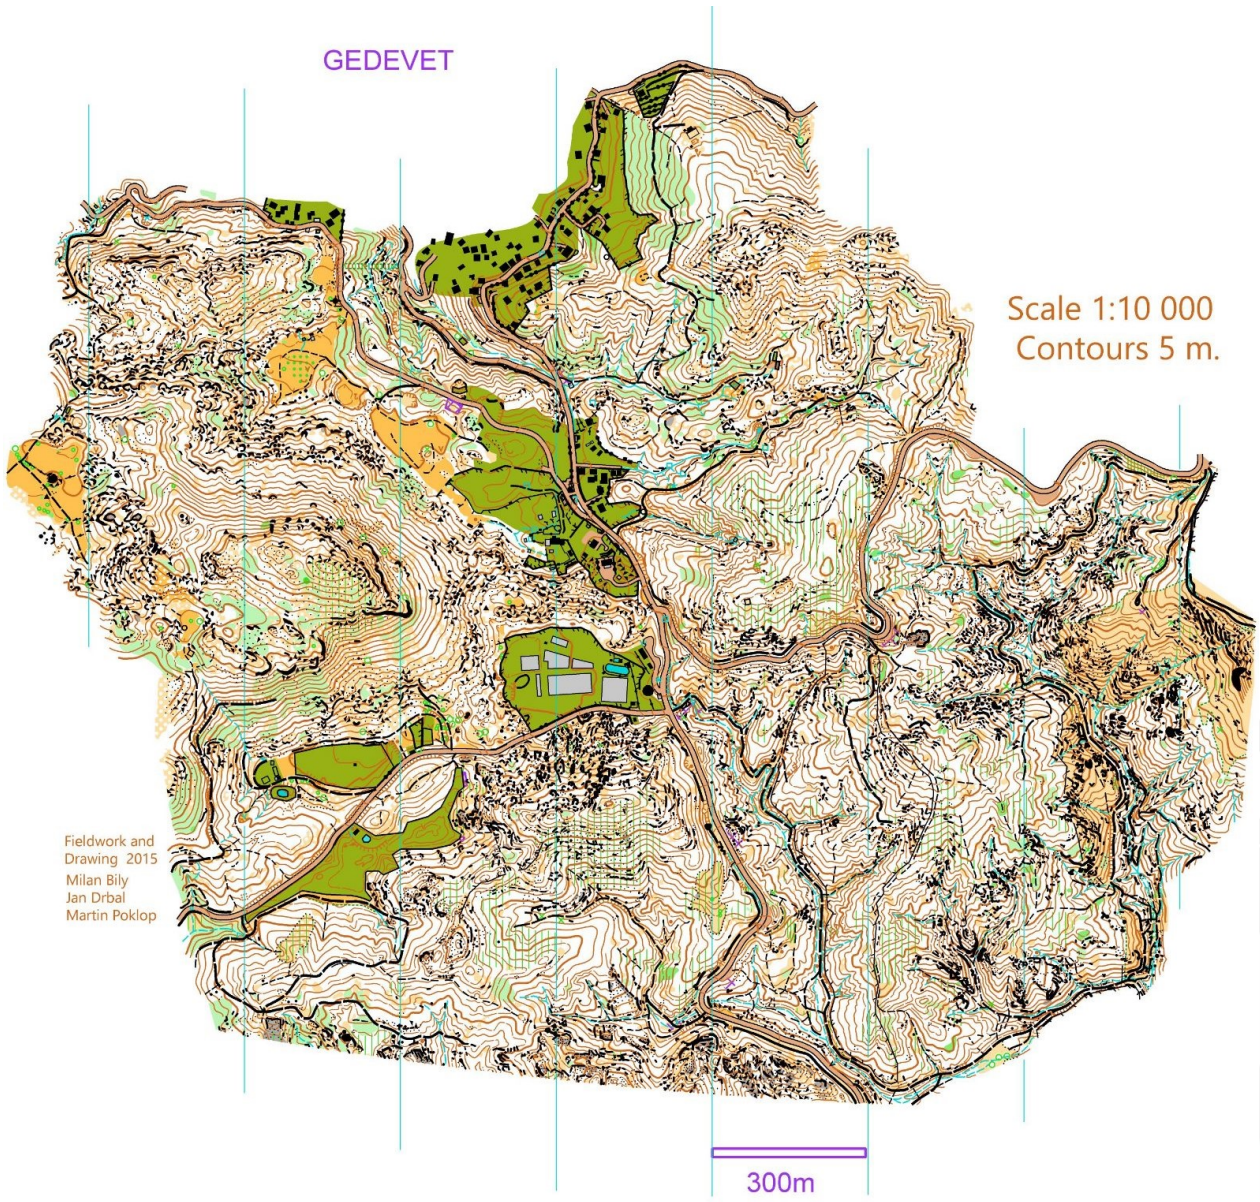 GEDEVET
Scale 1:10 000
Contours 5 m.
Fieldwork and
Drawing 2015
Milan Bily
Jan Drbal
Martin Poklop
300m